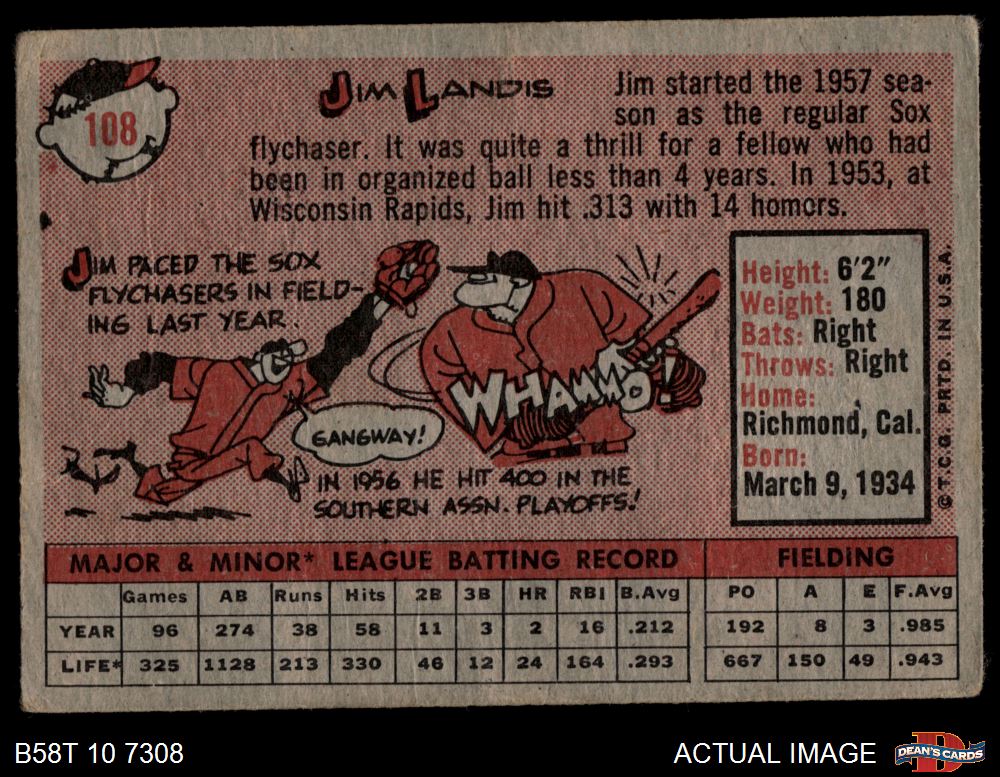 108
JIM LANDIS
Jim started the 1957 sea-
son as the regular Sox
flychaser. It was quite a thrill for a fellow who had
been in organized ball less than 4 years. In 1953, at
Wisconsin Rapids, Jim hit .313 with 14 homers.
JIM PACED THE SOX
FLYCHASERS IN FIELD-
ING LAST YEAR.
GANGWAY!
WHAMMO!
IN 1956 HE HIT 400 IN THE
SOUTHERN ASSN. PLAYOFFS!
Height: 6'2"
Weight: 180
Bats: Right
Throws: Right
Home:
Richmond, Cal.
Born:
March 9, 1934
© T.C.G. PRTD. IN U.S.A.
MAJOR & MINOR* LEAGUE BATTING RECORD FIELDING
Games AB Runs Hits 2B 3B HR RBI B.Avg PO A E F.Avg
YEAR 96 274 38 58 11 3 2 16 .212 192 8 3 .985
LIFE* 325 1128 213 330 46 12 24 164 .293 667 150 49 .943
B58T 10 7308
ACTUAL IMAGE
DEAN'S CARDS